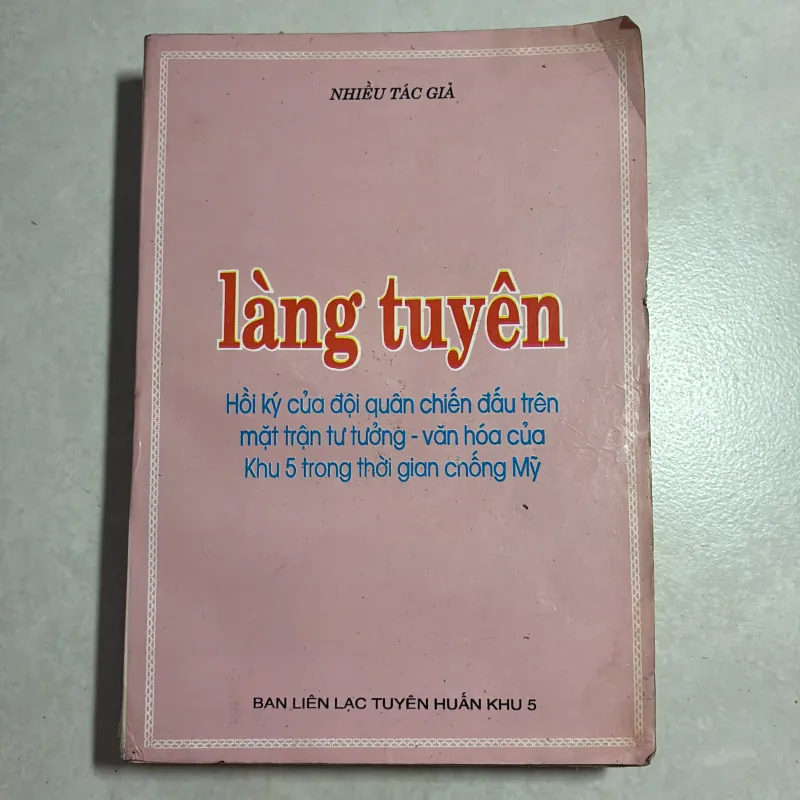 NHIỀU TÁC GIẢ
làng tuyên
Hồi ký của đội quân chiến đấu trên
mặt trận tư tưởng - văn hóa của
Khu 5 trong thời gian chống Mỹ
BAN LIÊN LẠC TUYÊN HUẤN KHU 5